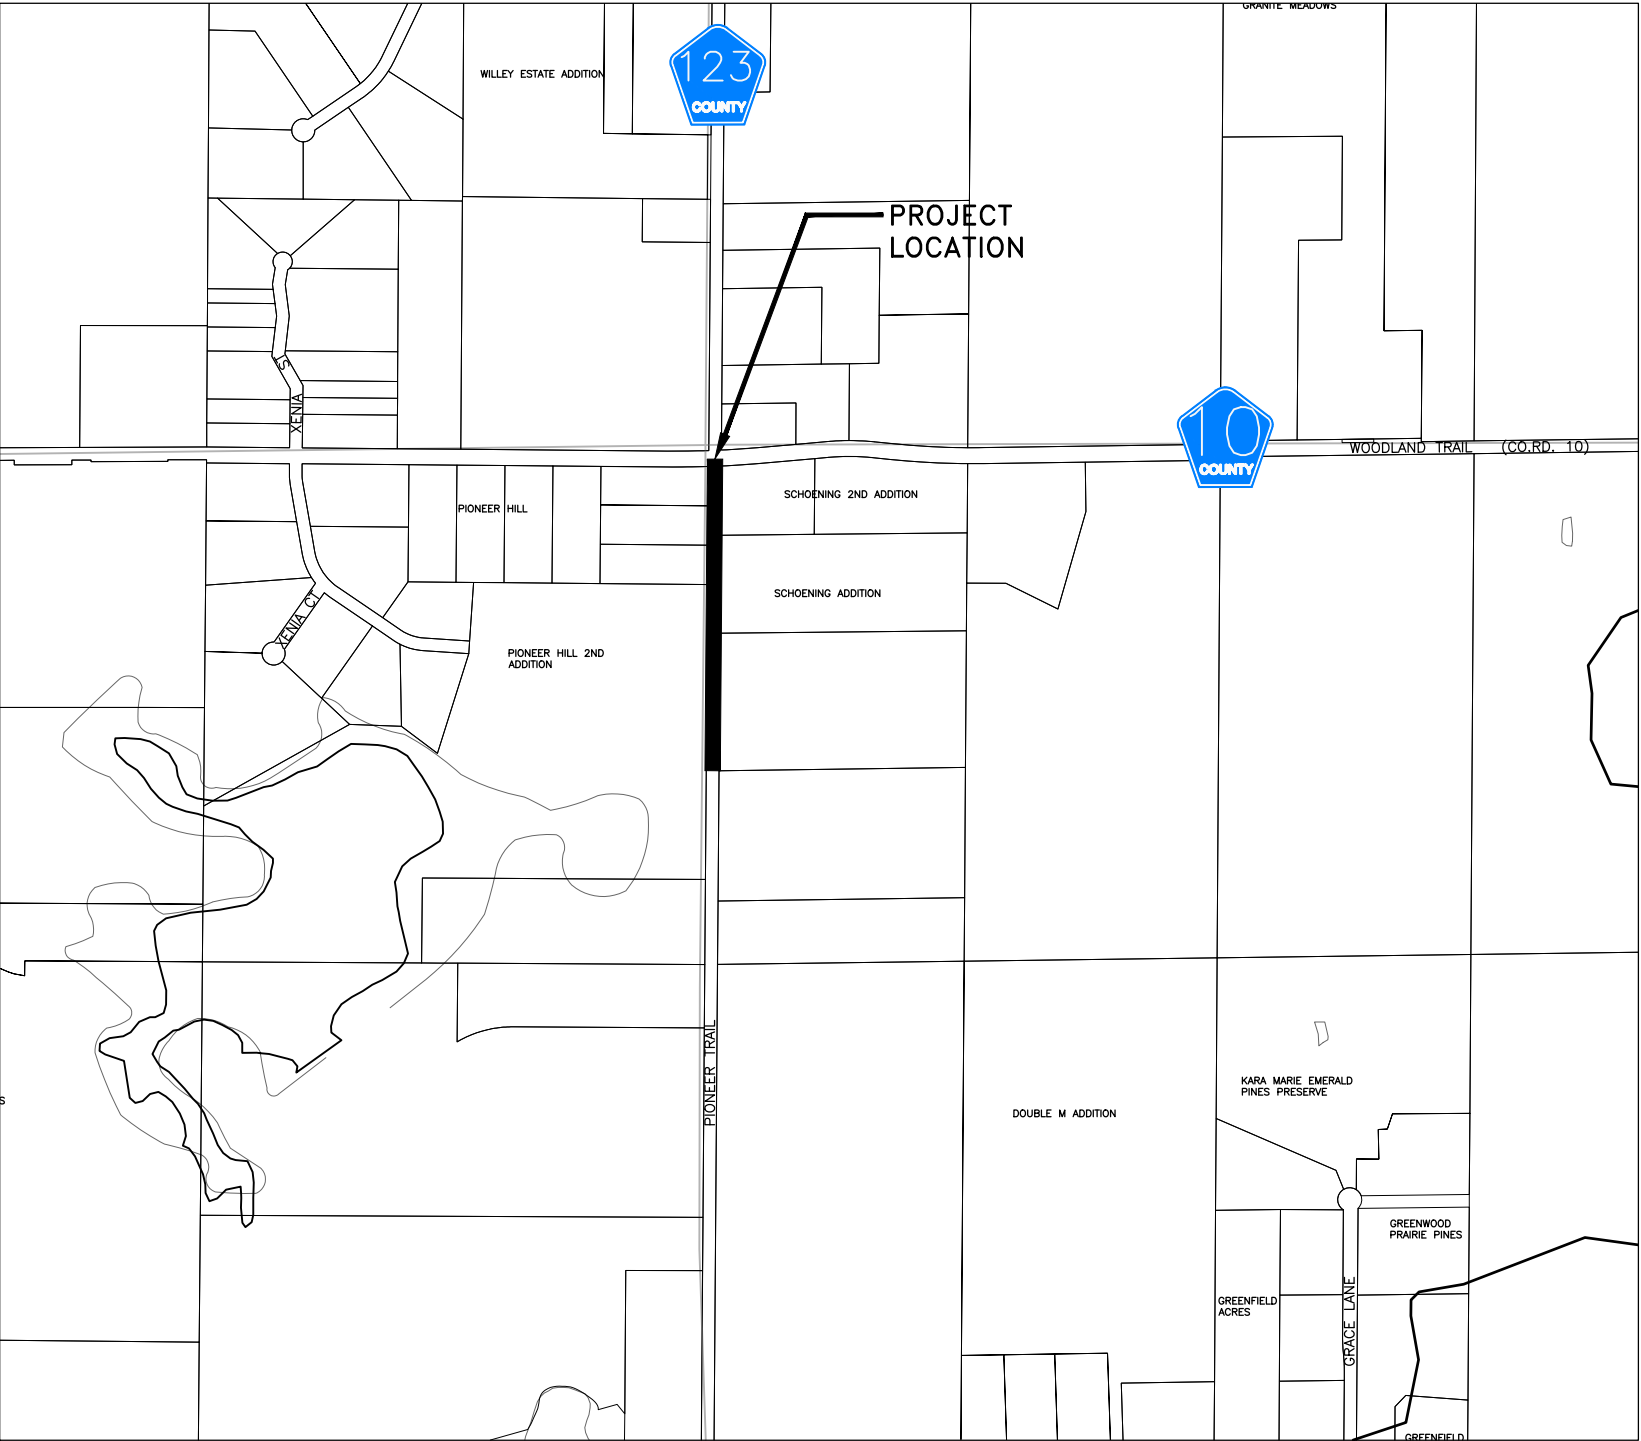 GRANITE MEADOWS
WILLEY ESTATE ADDITION
123
COUNTY
PROJECT
LOCATION
XENIA S
10
COUNTY
WOODLAND TRAIL (CO.RD. 10)
SCHOENING 2ND ADDITION
PIONEER HILL
SCHOENING ADDITION
XENIA CT
PIONEER HILL 2ND
ADDITION
PIONEER TRAIL
S
KARA MARIE EMERALD
PINES PRESERVE
DOUBLE M ADDITION
GREENWOOD
PRAIRIE PINES
GREENFIELD
ACRES
GRACE LANE
GREENFIELD